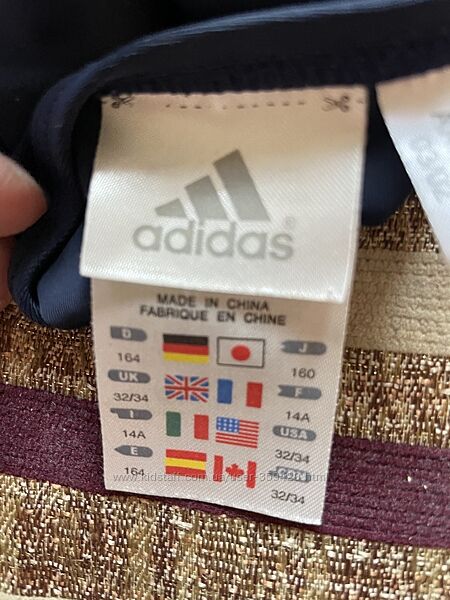 adidas
MADE IN CHINA
FABRIQUE EN CHINE
D J
164 160
UK F
32/34 14A
I USA
14A 32/34
E CDN
164 32/34